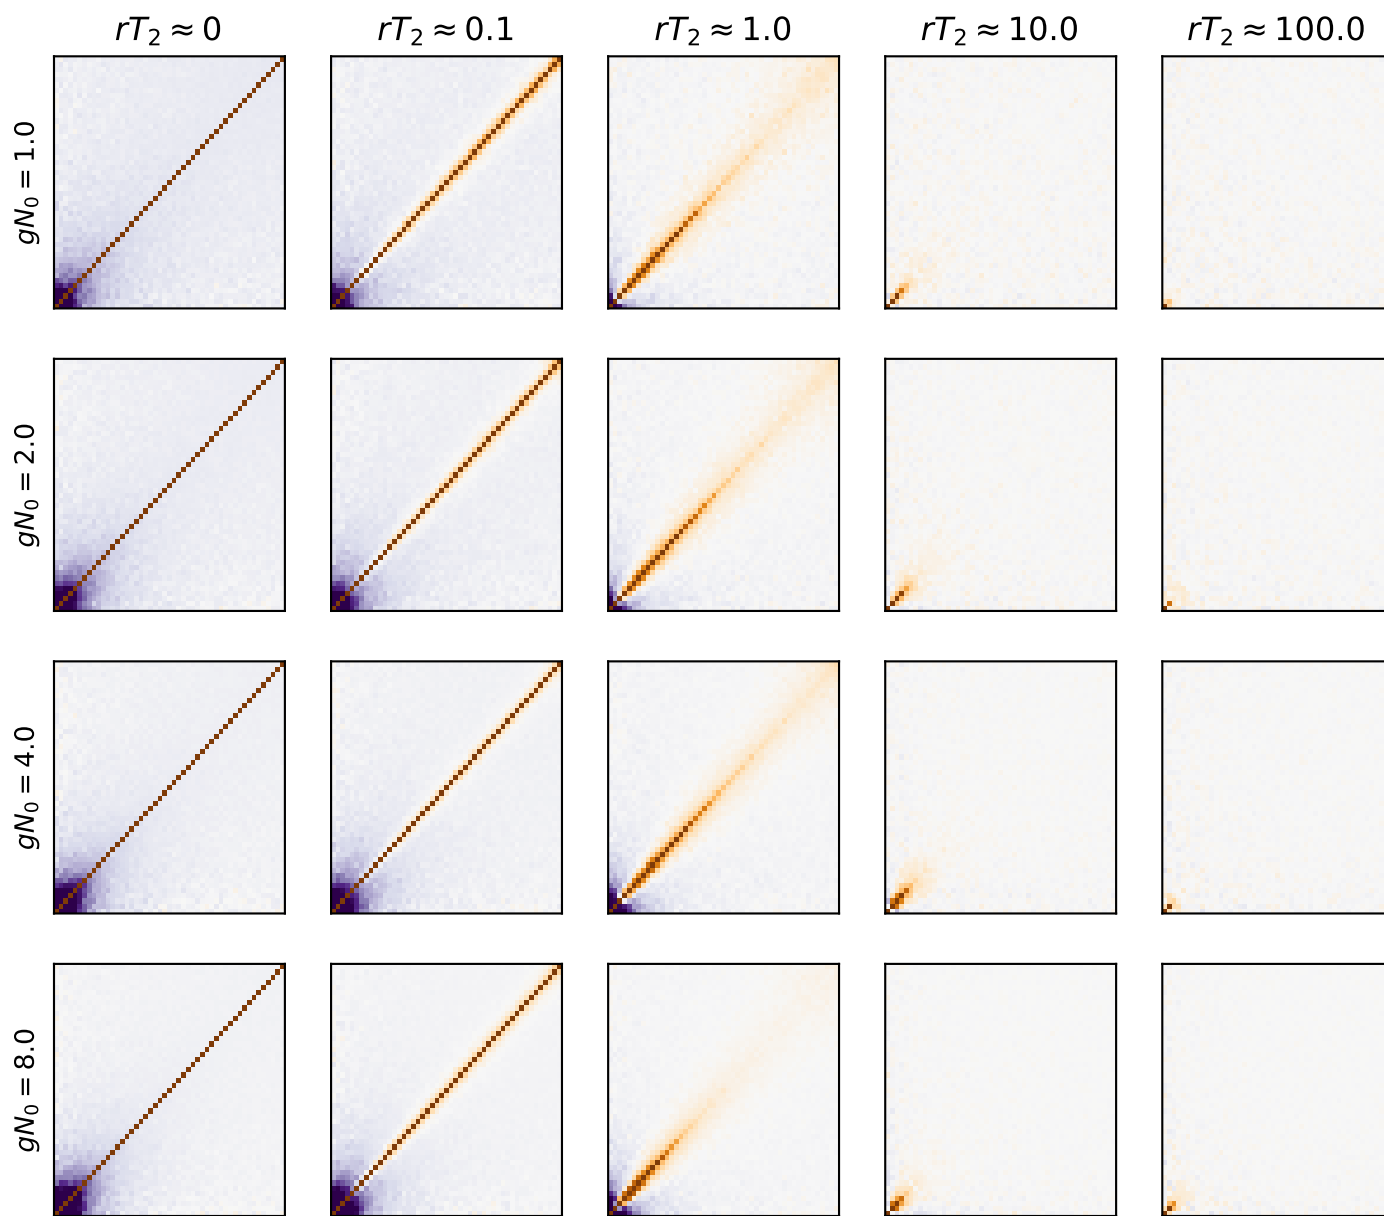 rT₂ ≈ 0
rT₂ ≈ 0.1
rT₂ ≈ 1.0
rT₂ ≈ 10.0
rT₂ ≈ 100.0
gN₀ = 1.0
gN₀ = 2.0
gN₀ = 4.0
gN₀ = 8.0